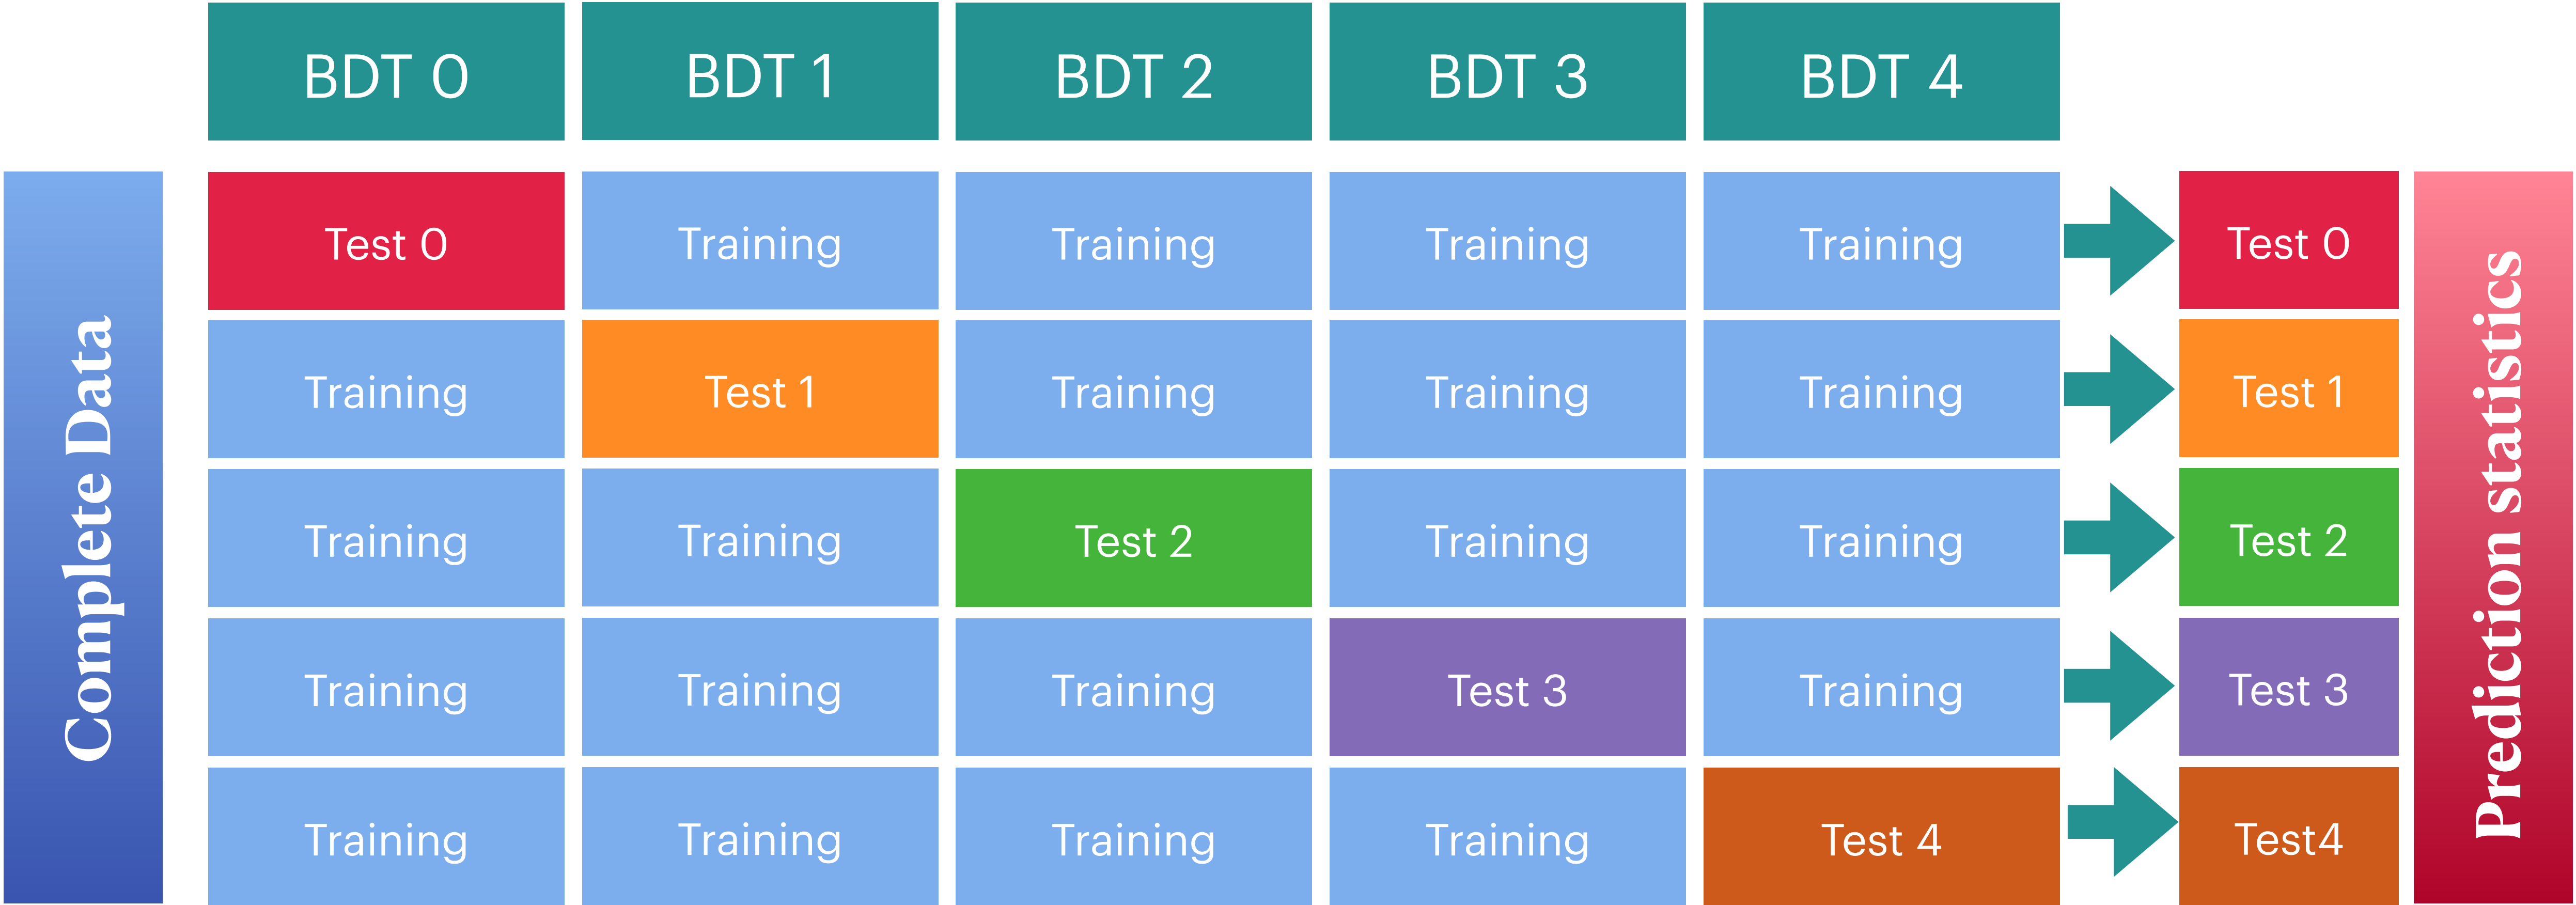 BDT 0
BDT 1
BDT 2
BDT 3
BDT 4
Complete Data
Test 0
Training
Training
Training
Training
Test 0
Training
Test 1
Training
Training
Training
Test 1
Training
Training
Test 2
Training
Training
Test 2
Training
Training
Training
Test 3
Training
Test 3
Training
Training
Training
Training
Test 4
Test4
Prediction statistics